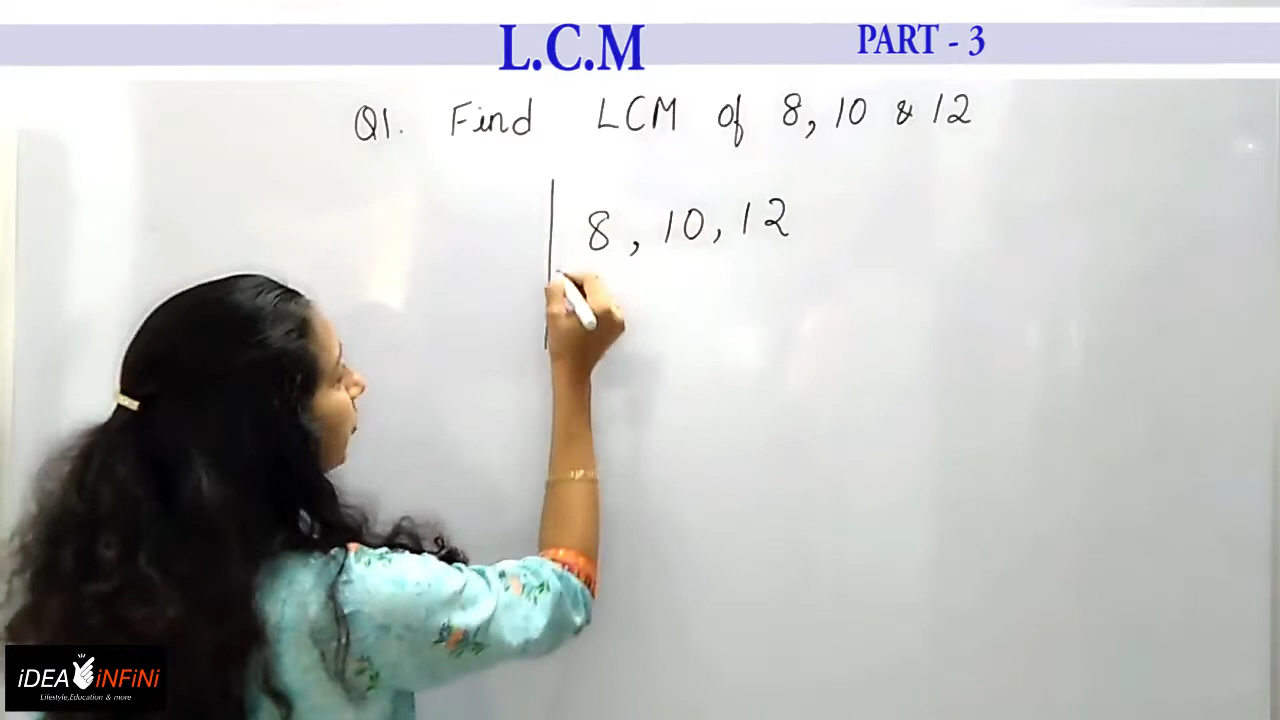 L.C.M PART - 3
Q1. Find LCM of 8, 10 & 12
8, 10, 12
iDEA iNFiNi
Lifestyle,Education & more